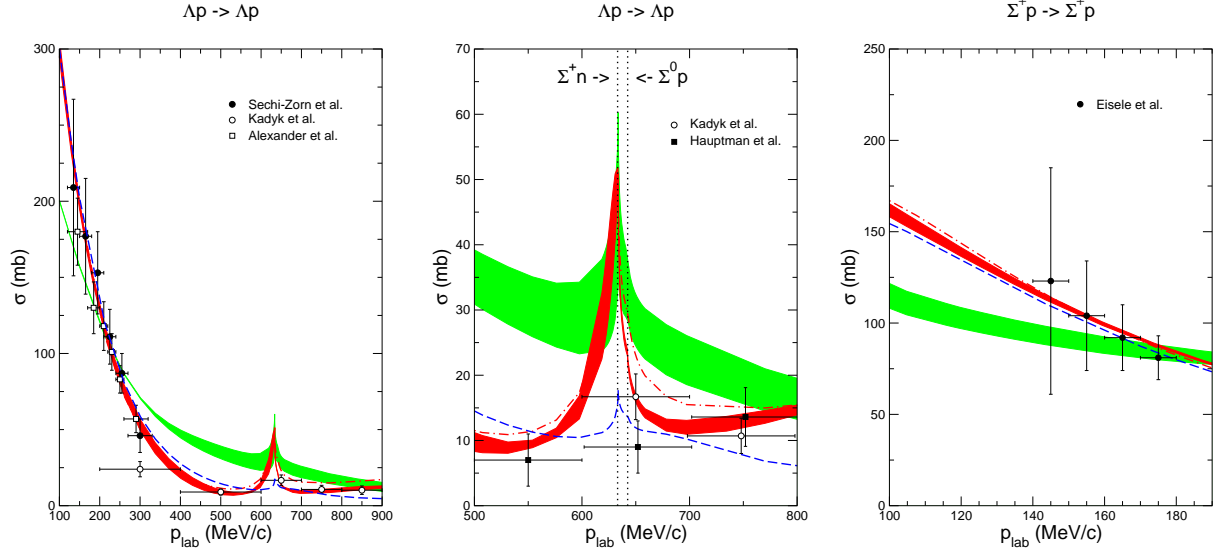 Λp -> Λp
300
200
100
0
σ (mb)
100 200 300 400 500 600 700 800 900
p_lab (MeV/c)
Sechi-Zorn et al.
Kadyk et al.
Alexander et al.
Λp -> Λp
70
60
50
40
30
20
10
0
σ (mb)
500 600 700 800
p_lab (MeV/c)
Σ⁺n -> <- Σ⁰p
Kadyk et al.
Hauptman et al.
Σ⁺p -> Σ⁺p
250
200
150
100
50
0
σ (mb)
100 120 140 160 180
p_lab (MeV/c)
Eisele et al.